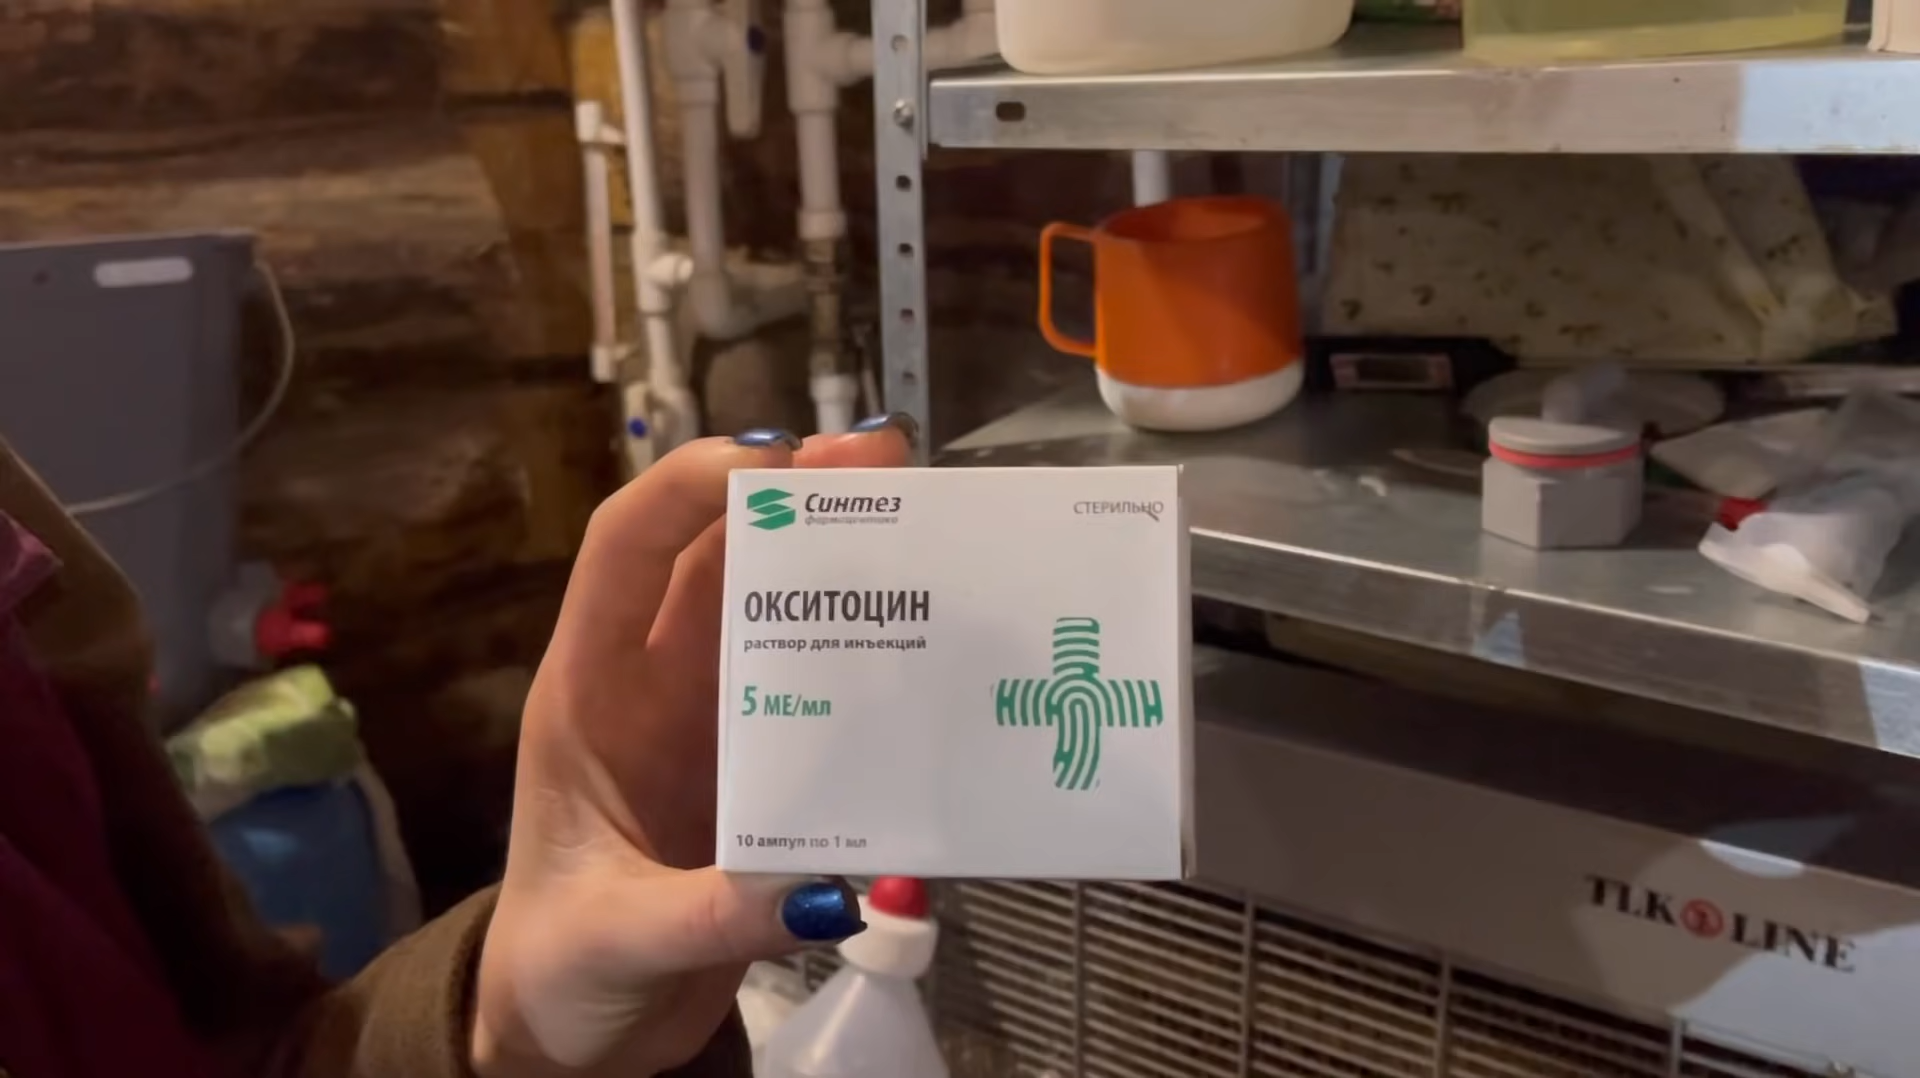 Синтез
фармацевтика
СТЕРИЛЬНО
ОКСИТОЦИН
раствор для инъекций
5 МЕ/мл
10 ампул по 1 мл
TLK LINE